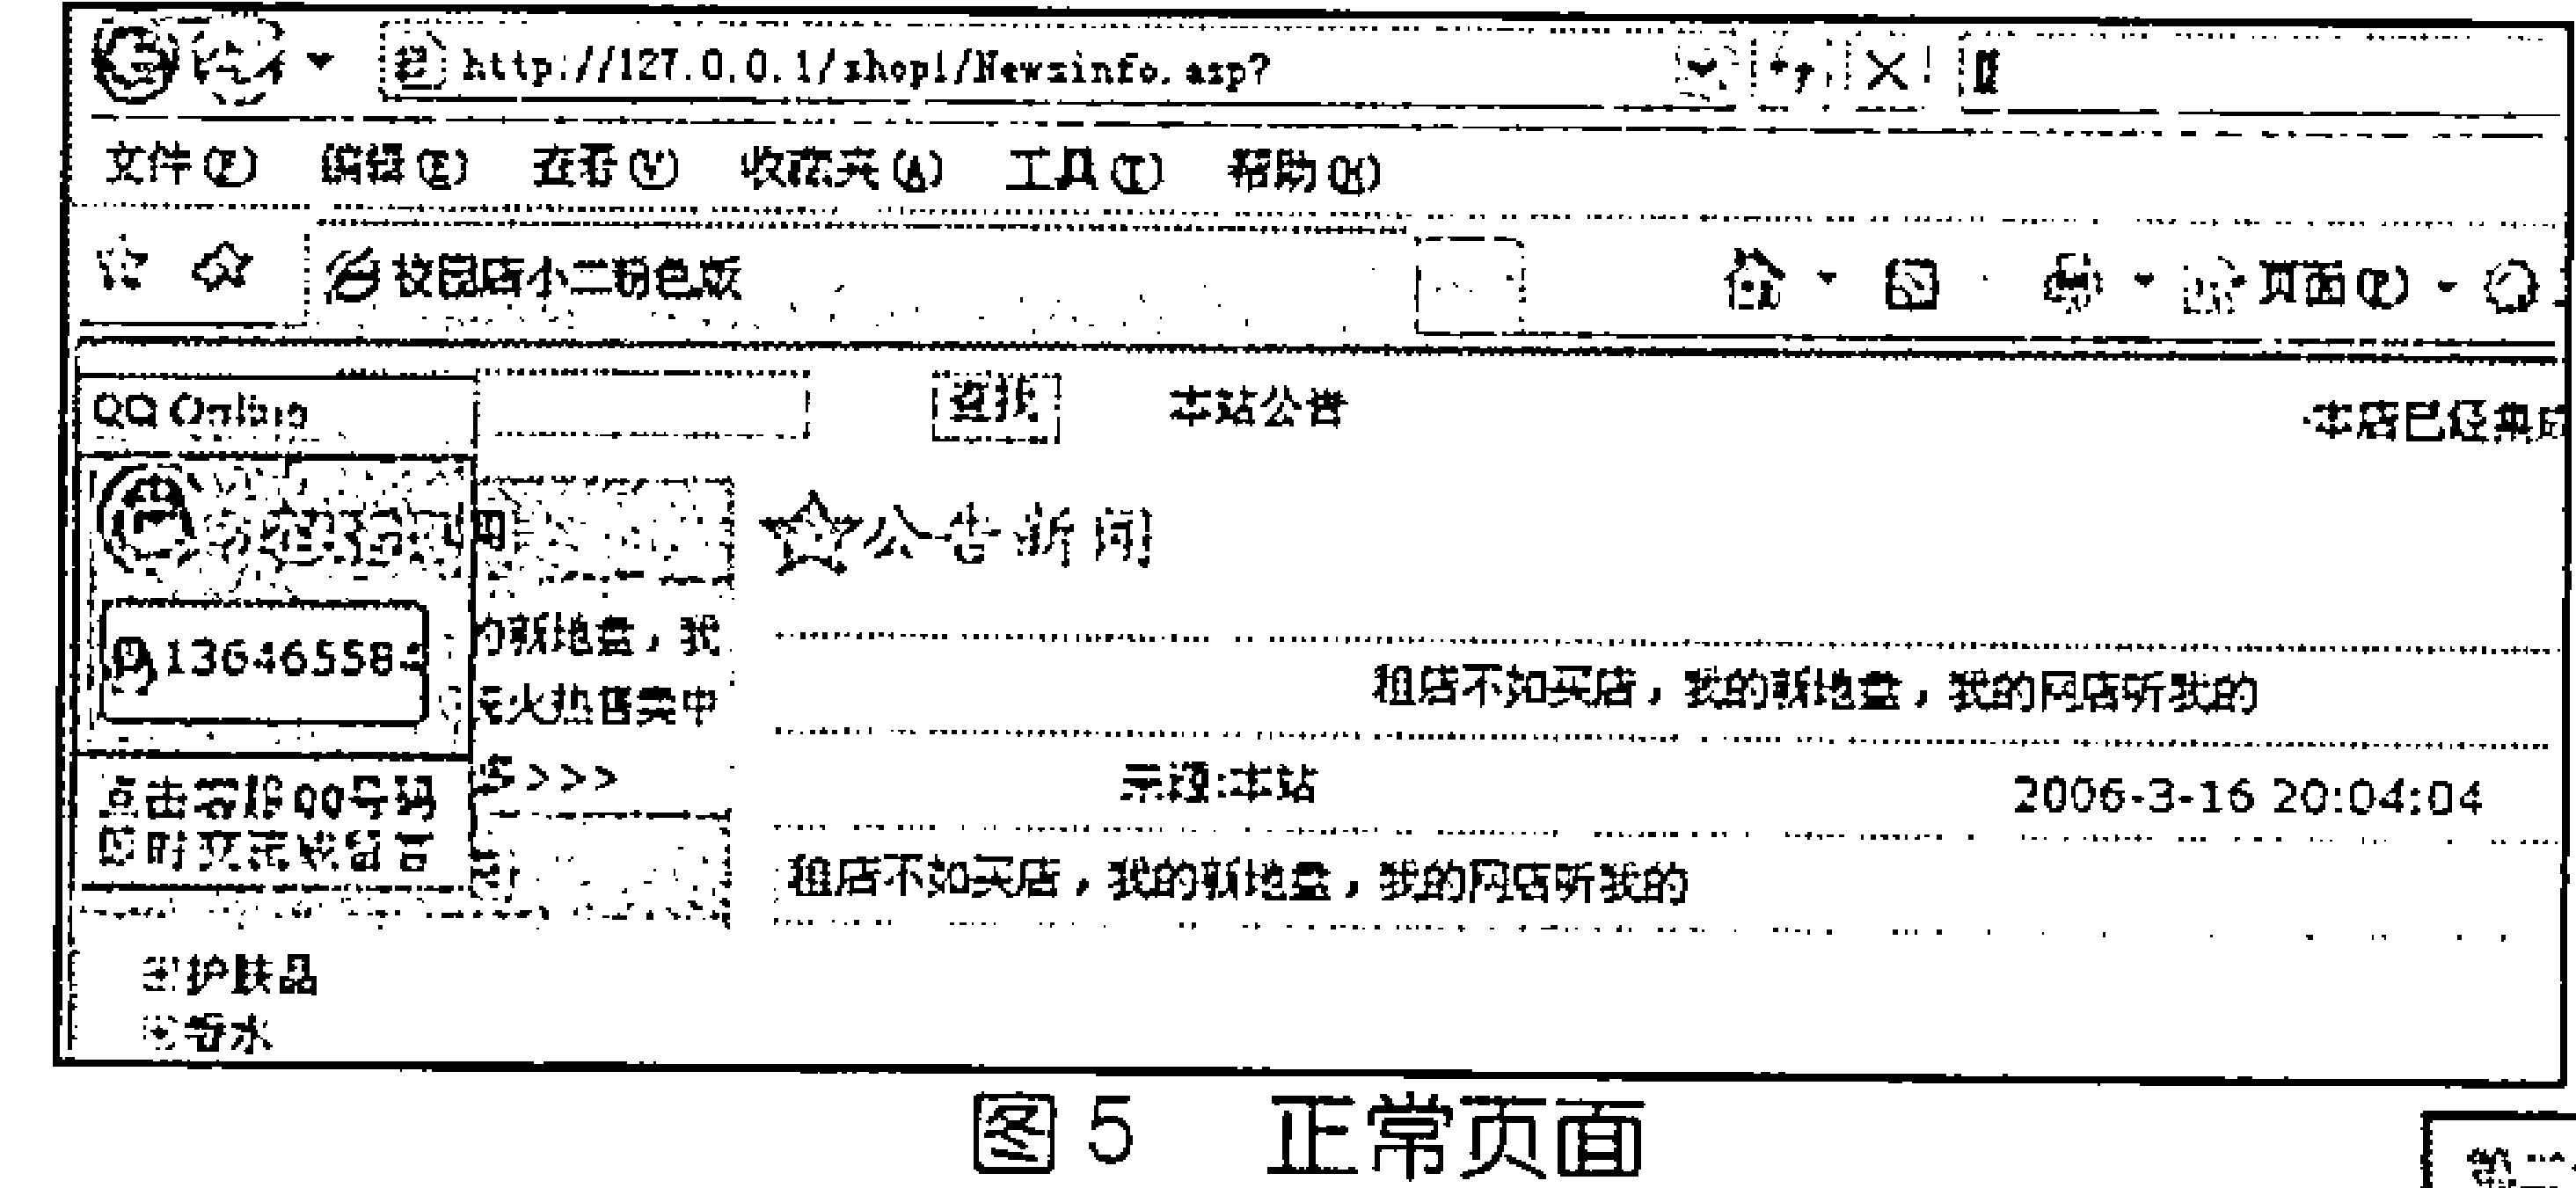 http://127.0.0.1/shop1/Newsinfo.asp?
文件(F) 编辑(E) 查看(V) 收藏夹(A) 工具(T) 帮助(H)
校园店小二粉色版
页面(P)
QQ Online
查找 本站公告
本店已经集成
公告新闻
的新地盘，我
136465584
租店不如买店，我的新地盘，我的网店听我的
火热售卖中
>>>
来源:本站 2006-3-16 20:04:04
点击客服QQ号码
即时交流或留言
租店不如买店，我的新地盘，我的网店听我的
护肤品
香水
图 5 正常页面